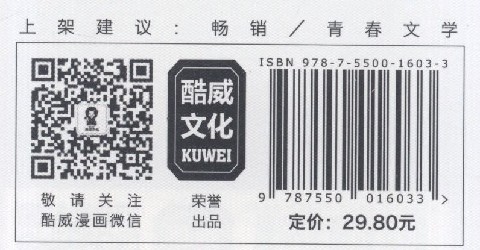 上架建议：畅销／青春文学
ISBN 978-7-5500-1603-3
酷威
文化
KUWEI
9 787550 016033 >
敬请关注
酷威漫画微信
荣誉
出品
定价：29.80元